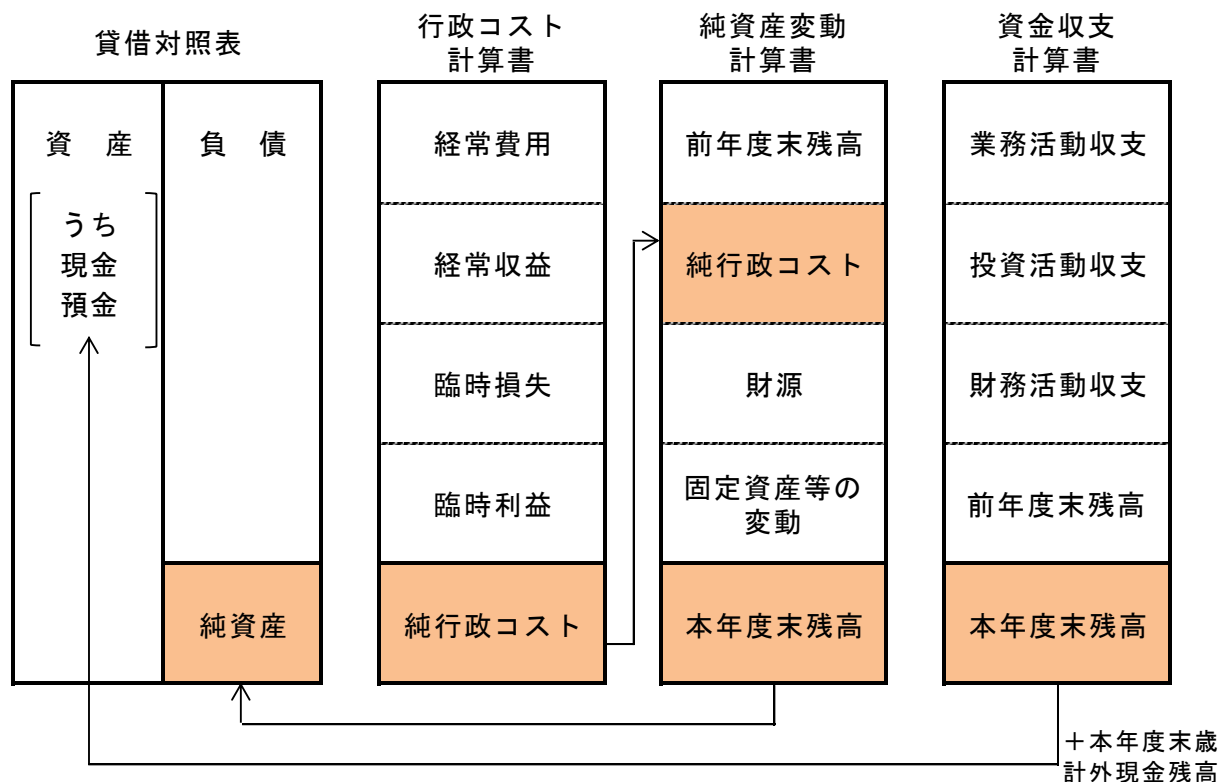 貸借対照表
資　産
うち
現金
預金
負　債
純資産
行政コスト
計算書
経常費用
経常収益
臨時損失
臨時利益
純行政コスト
純資産変動
計算書
前年度末残高
純行政コスト
財源
固定資産等の
変動
本年度末残高
資金収支
計算書
業務活動収支
投資活動収支
財務活動収支
前年度末残高
本年度末残高
＋本年度末歳
計外現金残高